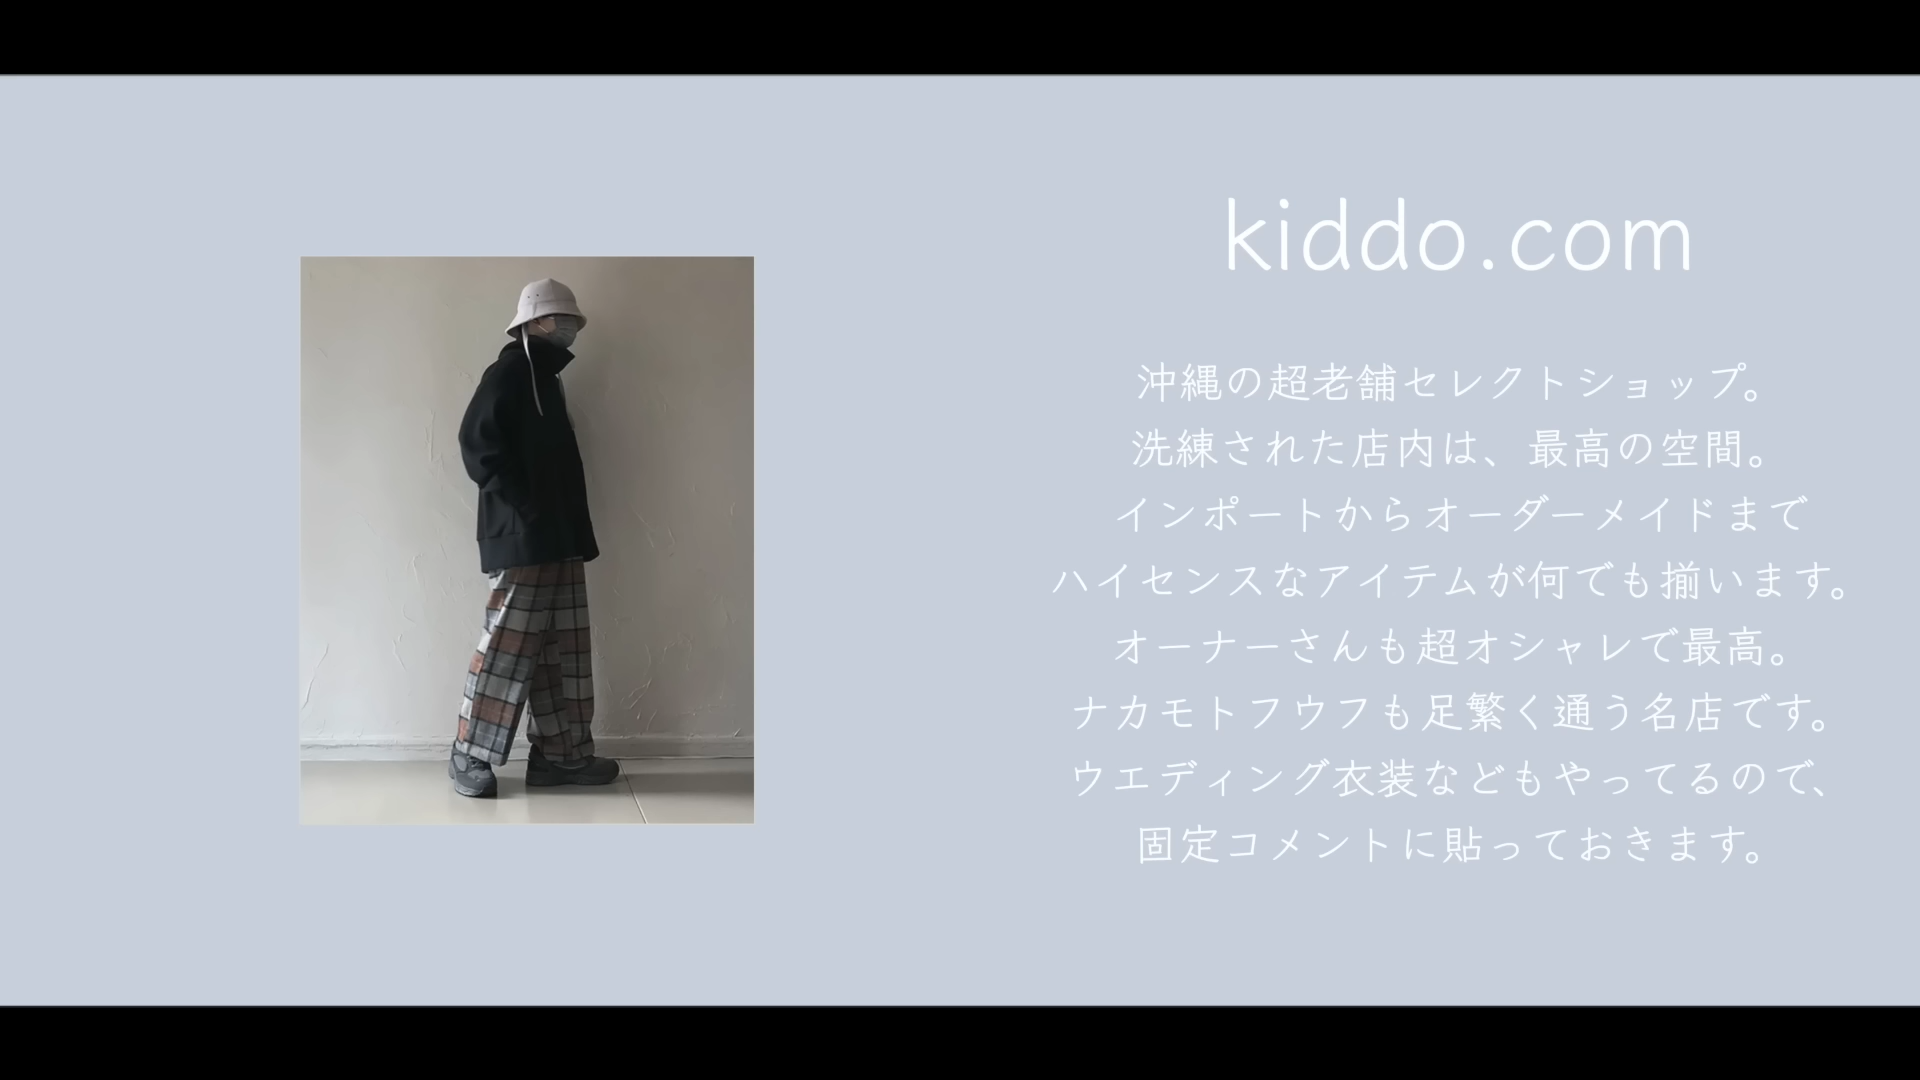 kiddo.com
沖縄の超老舗セレクトショップ。
洗練された店内は、最高の空間。
インポートからオーダーメイドまで
ハイセンスなアイテムが何でも揃います。
オーナーさんも超オシャレで最高。
ナカモトフウフも足繁く通う名店です。
ウエディング衣装などもやってるので、
固定コメントに貼っておきます。